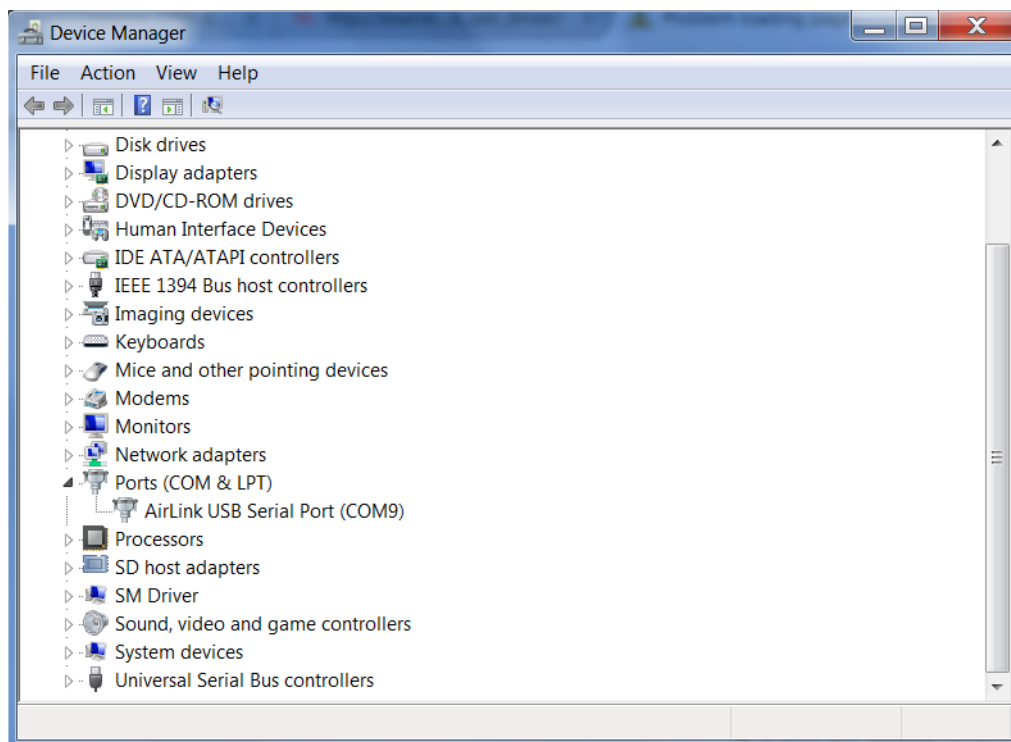 Problem loading page
Device Manager
File Action View Help
Disk drives
Display adapters
DVD/CD-ROM drives
Human Interface Devices
IDE ATA/ATAPI controllers
IEEE 1394 Bus host controllers
Imaging devices
Keyboards
Mice and other pointing devices
Modems
Monitors
Network adapters
Ports (COM & LPT)
AirLink USB Serial Port (COM9)
Processors
SD host adapters
SM Driver
Sound, video and game controllers
System devices
Universal Serial Bus controllers